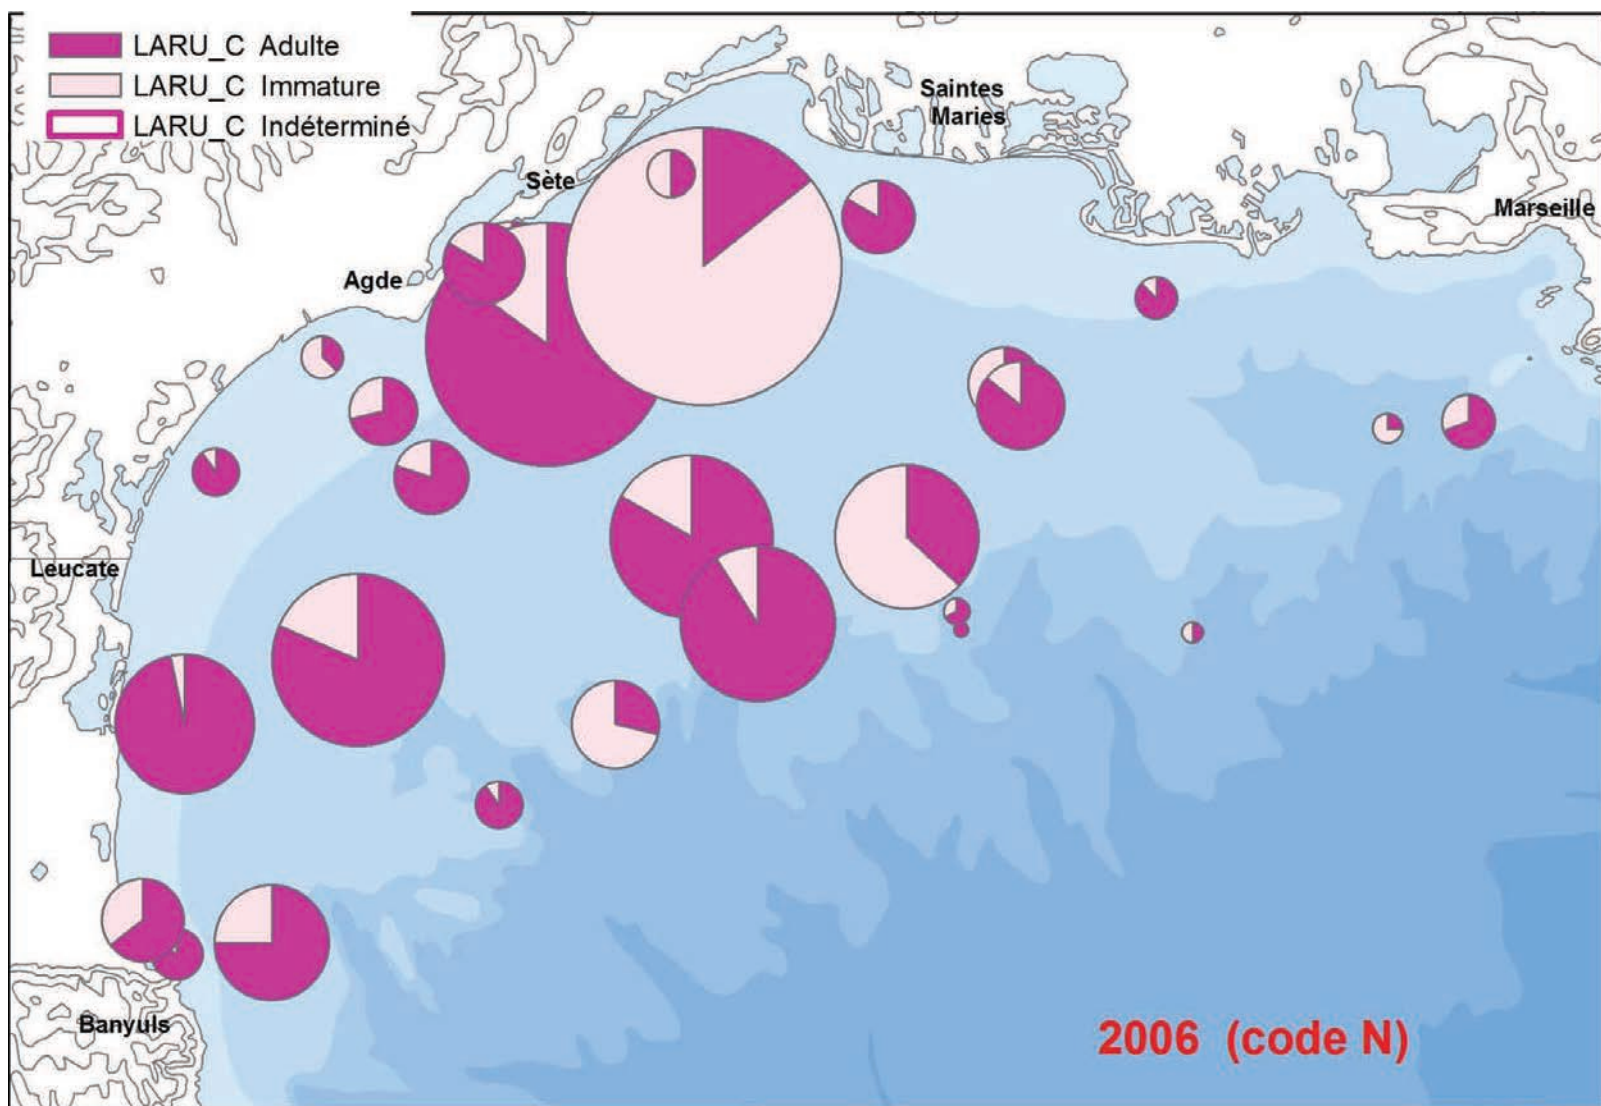 LARU_C Adulte
LARU_C Immature
LARU_C Indéterminé
Saintes
Maries
Sète
Marseille
Agde
Leucate
Banyuls
2006 (code N)